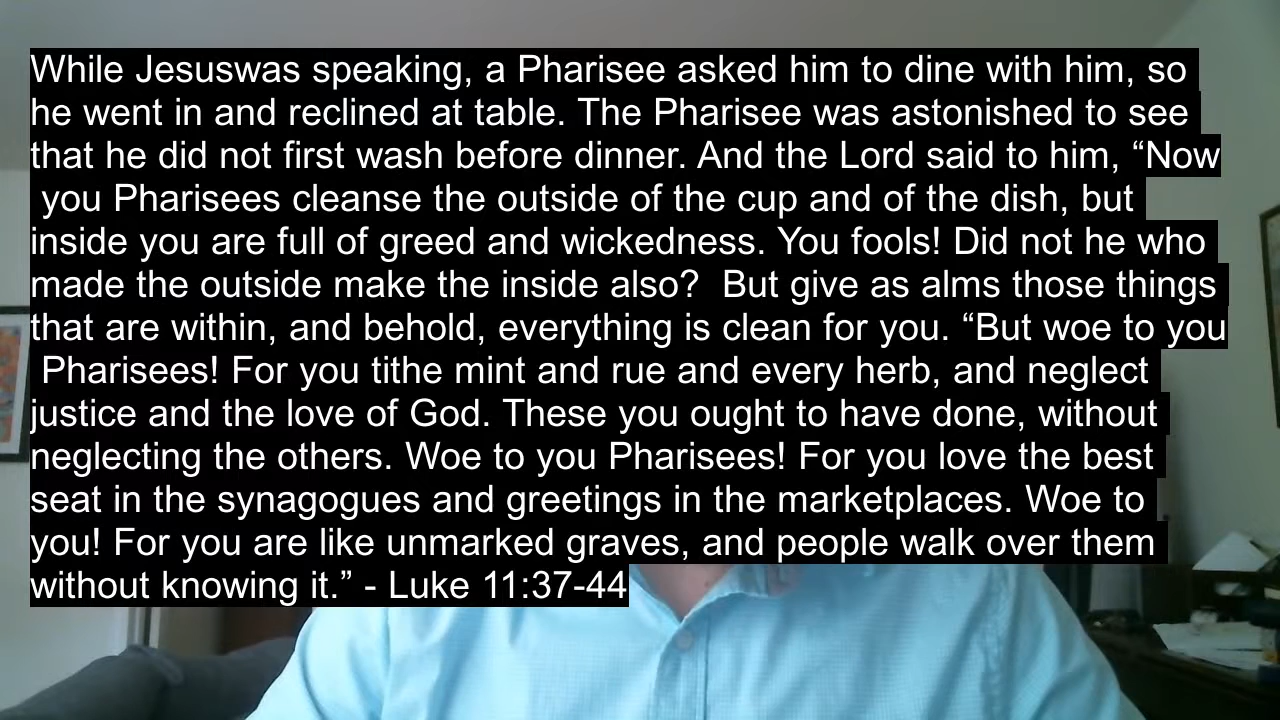 While Jesuswas speaking, a Pharisee asked him to dine with him, so
he went in and reclined at table. The Pharisee was astonished to see
that he did not first wash before dinner. And the Lord said to him, “Now
you Pharisees cleanse the outside of the cup and of the dish, but
inside you are full of greed and wickedness. You fools! Did not he who
made the outside make the inside also?  But give as alms those things
that are within, and behold, everything is clean for you. “But woe to you
Pharisees! For you tithe mint and rue and every herb, and neglect
justice and the love of God. These you ought to have done, without
neglecting the others. Woe to you Pharisees! For you love the best
seat in the synagogues and greetings in the marketplaces. Woe to
you! For you are like unmarked graves, and people walk over them
without knowing it.” - Luke 11:37-44